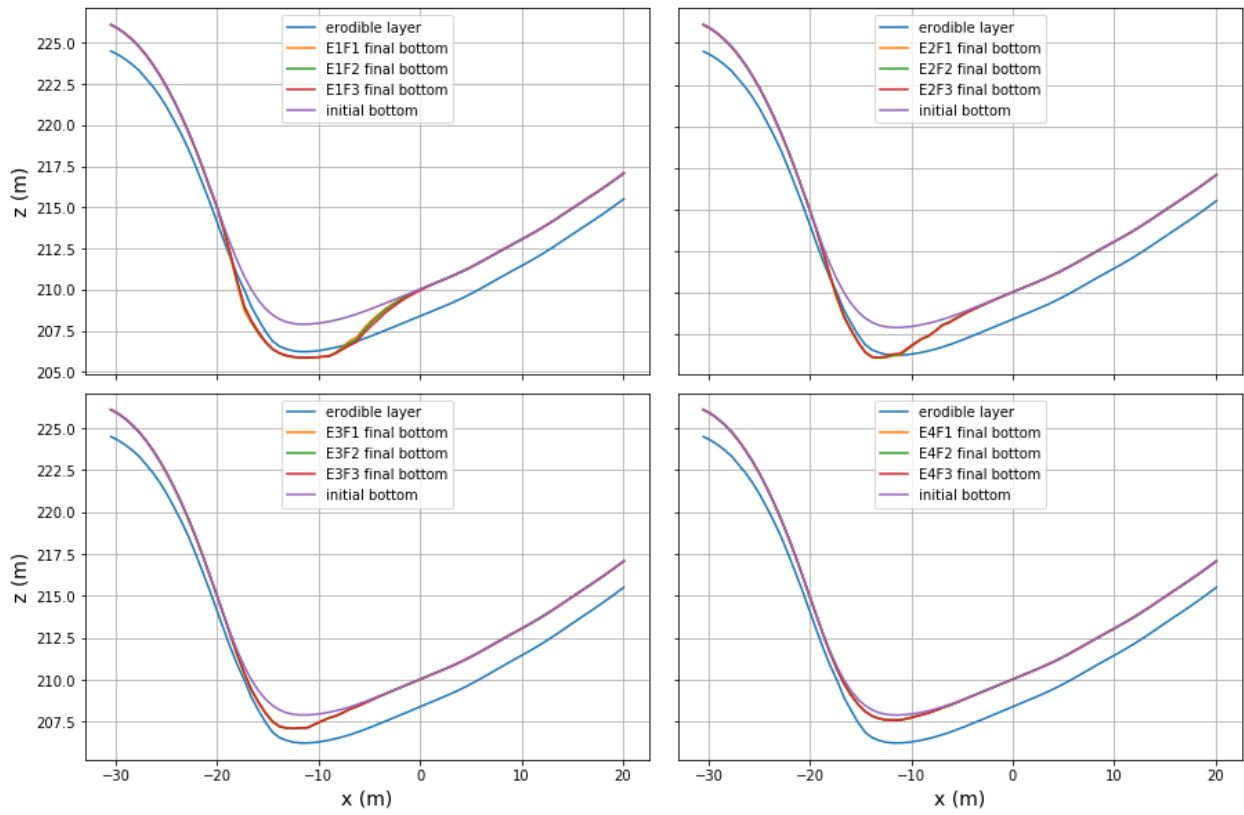 erodible layer
E1F1 final bottom
E1F2 final bottom
E1F3 final bottom
initial bottom
225.0
222.5
220.0
217.5
215.0
212.5
210.0
207.5
205.0
z (m)
erodible layer
E2F1 final bottom
E2F2 final bottom
E2F3 final bottom
initial bottom
erodible layer
E3F1 final bottom
E3F2 final bottom
E3F3 final bottom
initial bottom
225.0
222.5
220.0
217.5
215.0
212.5
210.0
207.5
z (m)
−30 −20 −10 0 10 20
x (m)
erodible layer
E4F1 final bottom
E4F2 final bottom
E4F3 final bottom
initial bottom
−30 −20 −10 0 10 20
x (m)